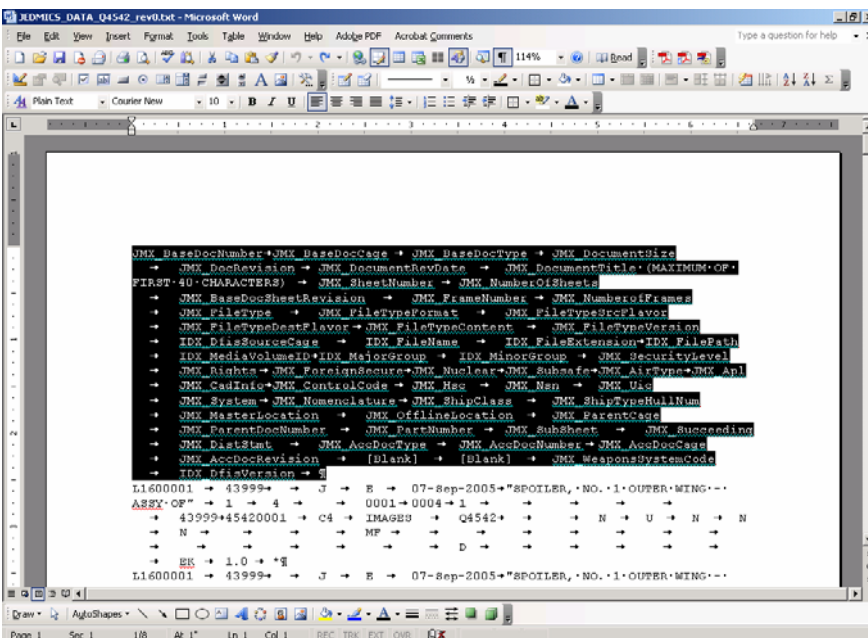 JEDMICS_DATA_Q4542_rev0.txt - Microsoft Word
File Edit View Insert Format Tools Table Window Help Adobe PDF Acrobat Comments Type a question for help
114% Read
Plain Text Courier New 10 B I U
JMX_BaseDocNumber→JMX_BaseDocCage → JMX_BaseDocType → JMX_DocumentSize
→ JMX_DocRevision → JMX_DocumentRevDate → JMX_DocumentTitle·(MAXIMUM·OF·
FIRST·40·CHARACTERS) → JMX_SheetNumber → JMX_NumberOfSheets
→ JMX_BaseDocSheetRevision → JMX_FrameNumber → JMX_NumberofFrames
→ JMX_FileType → JMX_FileTypeFormat → JMX_FileTypeSrcFlavor
→ JMX_FileTypeDestFlavor→JMX_FileTypeContent → JMX_FileTypeVersion
→ IDX_DfisSourceCage → IDX_FileName → IDX_FileExtension→IDX_FilePath
→ IDX_MediaVolumeID→IDX_MajorGroup → IDX_MinorGroup → JMX_SecurityLevel
→ JMX_Rights→JMX_ForeignSecure→JMX_Nuclear→JMX_Subsafe→JMX_AirType→JMX_Apl
→ JMX_CadInfo→JMX_ControlCode → JMX_Hsc → JMX_Nsn → JMX_Uic
→ JMX_System→JMX_Nomenclature→JMX_ShipClass → JMX_ShipTypeHullNum
→ JMX_MasterLocation → JMX_OfflineLocation → JMX_ParentCage
→ JMX_ParentDocNumber → JMX_PartNumber → JMX_SubSheet → JMX_Succeeding
→ JMX_DistStmt → JMX_AccDocType → JMX_AccDocNumber→JMX_AccDocCage
→ JMX_AccDocRevision → [Blank] → [Blank] → JMX_WeaponsSystemCode
→ IDX_DfisVersion → ¶
L1600001 → 43999→ → J → E → 07-Sep-2005→"SPOILER,·NO.·1·OUTER·WING·-·
ASSY·OF" → 1 → 4 → → 0001→0004→1 → → → →
→ 43999→45420001 → C4 → IMAGES → Q4542→ → → N → U → N → N
→ N → → → → MF → → → → → →
→ → → → → → → D → → → →
→ EK → 1.0 → *¶
L1600001 → 43999→ → J → E → 07-Sep-2005→"SPOILER,·NO.·1·OUTER·WING·-·
Draw AutoShapes
Page 1 Sec 1 1/8 At 1" Ln 1 Col 1 REC TRK EXT OVR